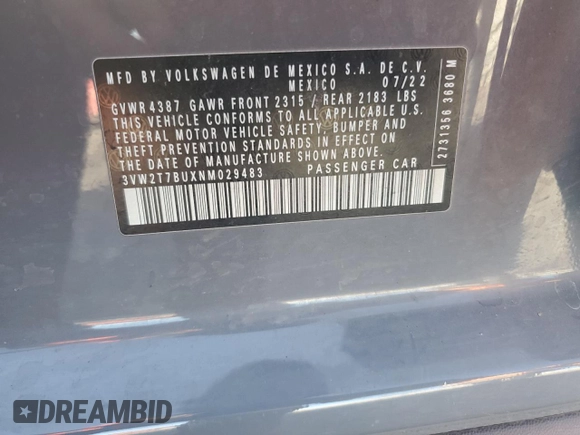 MFD BY VOLKSWAGEN DE MEXICO S.A. DE C.V.
MEXICO 07/22
GVWR 4387 GAWR FRONT 2315 / REAR 2183 LBS
THIS VEHICLE CONFORMS TO ALL APPLICABLE U.S.
FEDERAL MOTOR VEHICLE SAFETY, BUMPER AND
THEFT PREVENTION STANDARDS IN EFFECT ON
THE DATE OF MANUFACTURE SHOWN ABOVE.
3VW2T7BUXNM029483 PASSENGER CAR
2731356 3680 M
DREAMBID